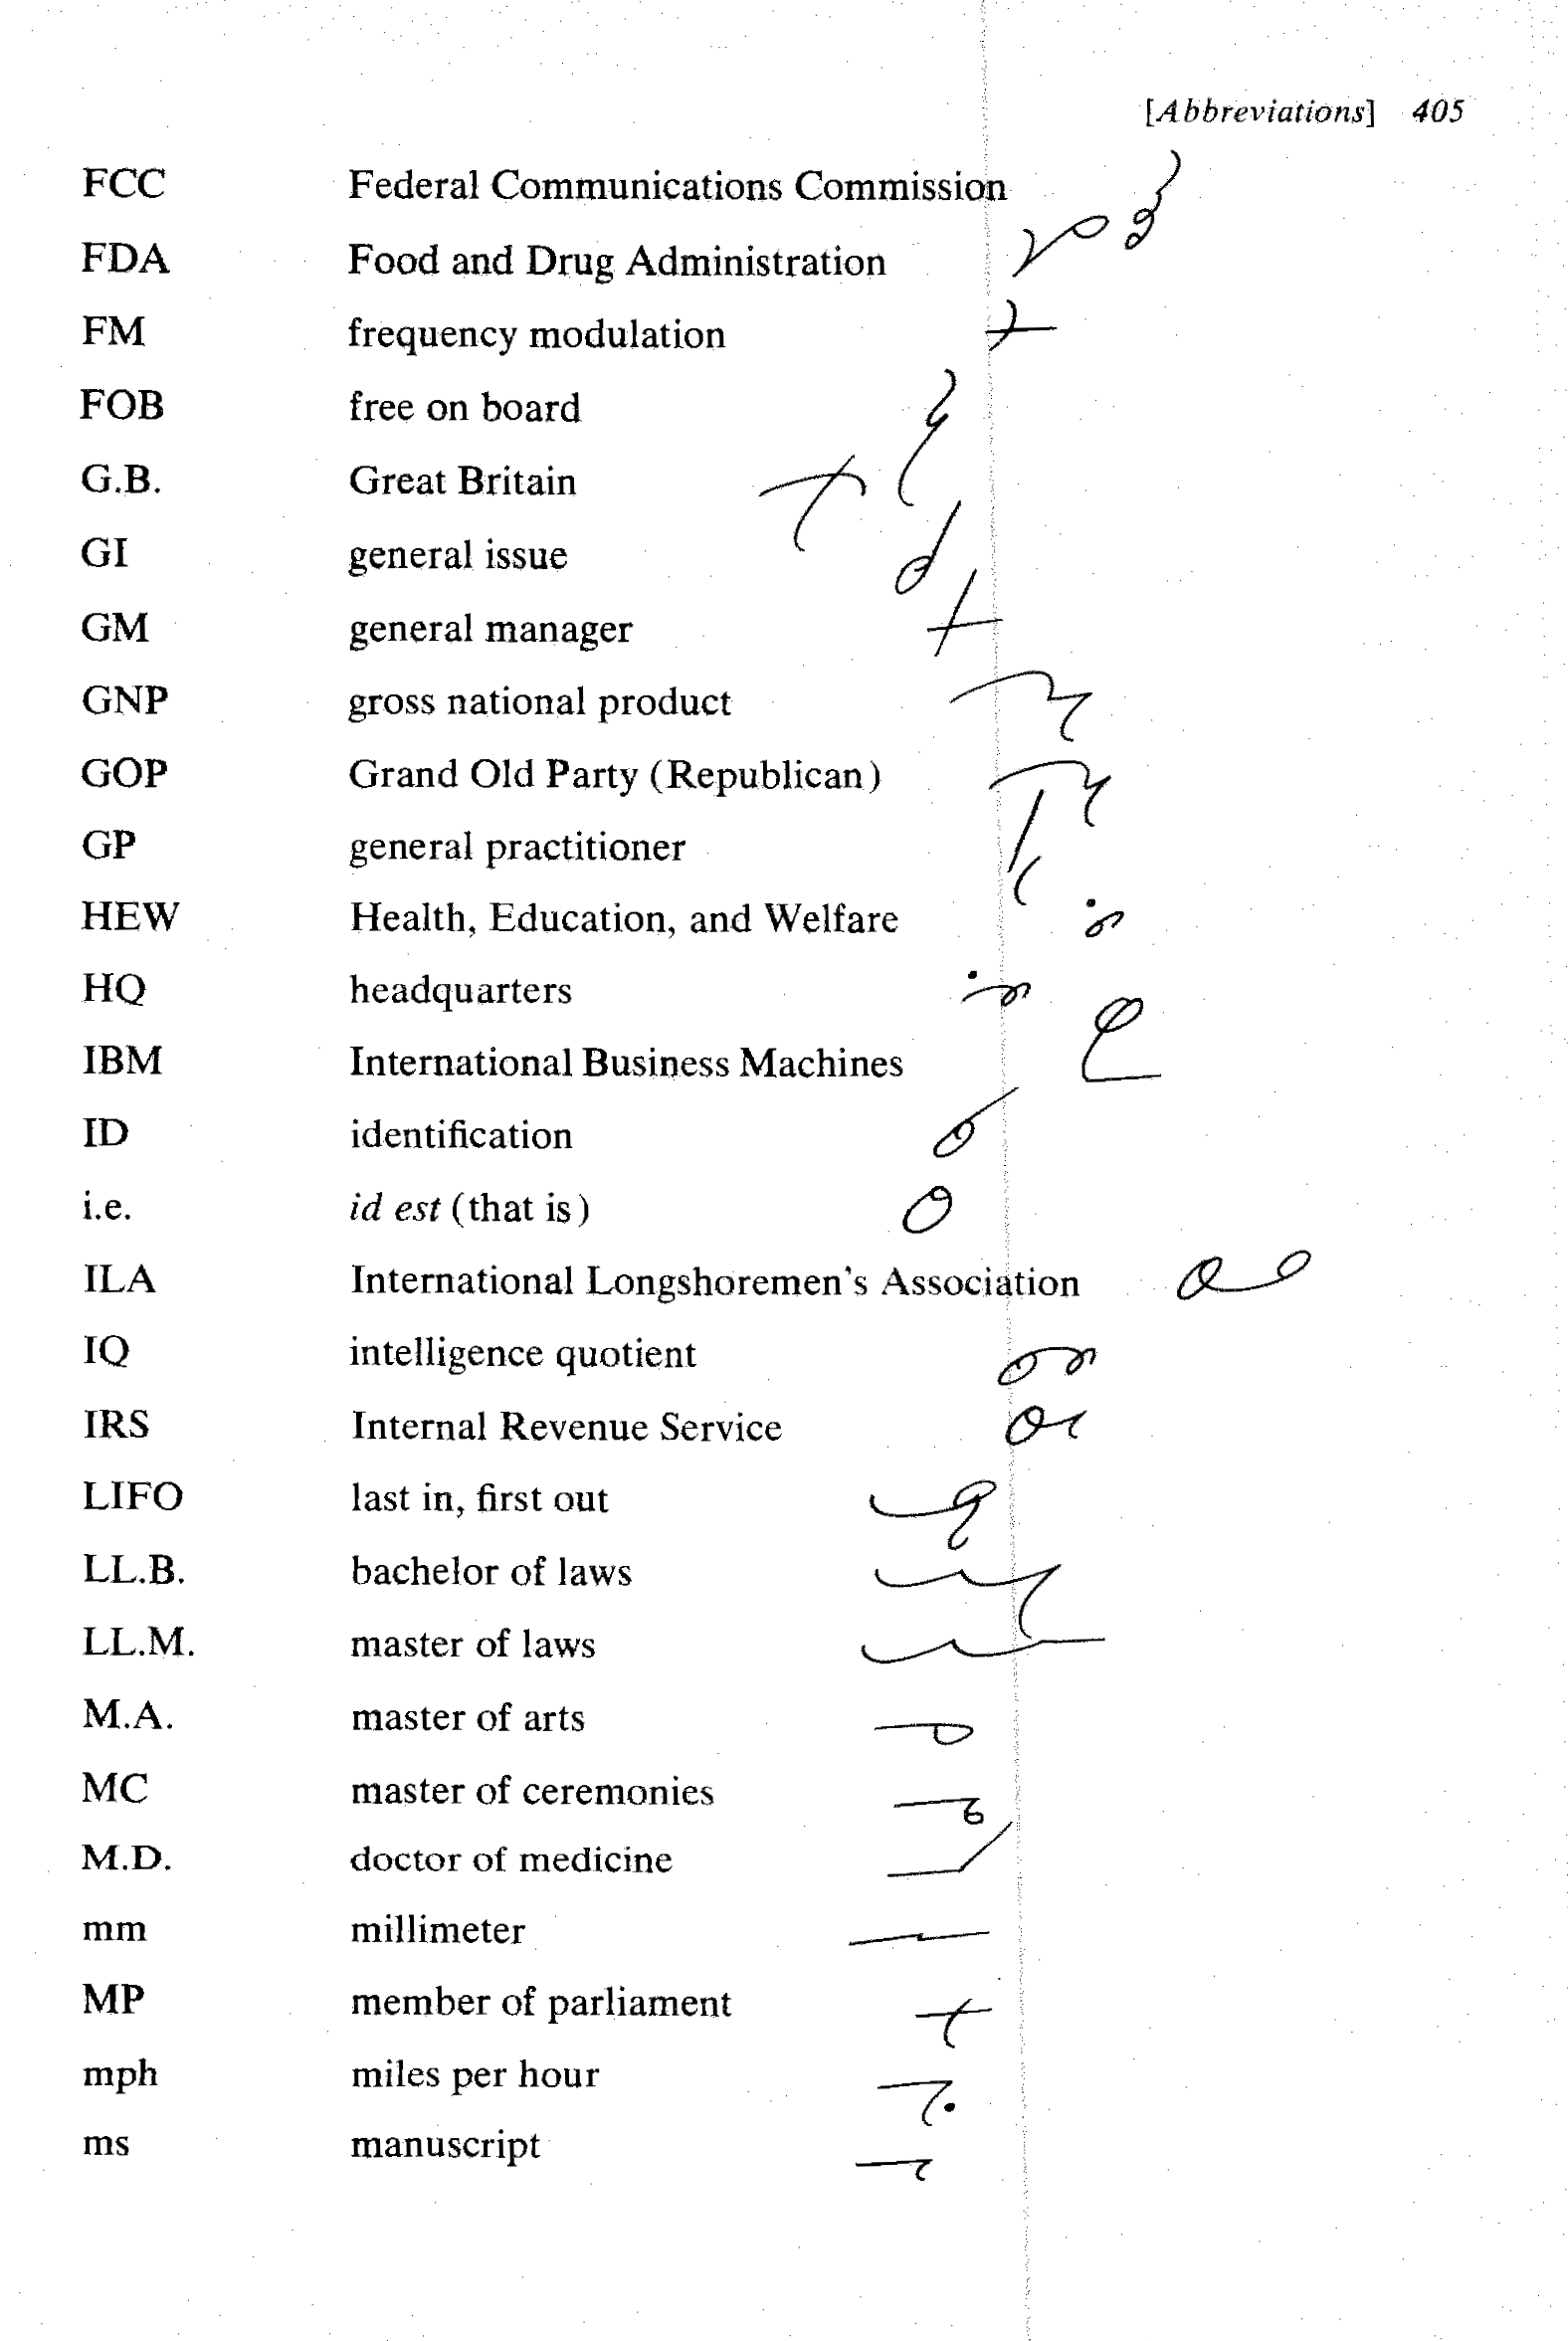 [Abbreviations] 405
FCC Federal Communications Commission
FDA Food and Drug Administration
FM frequency modulation
FOB free on board
G.B. Great Britain
GI general issue
GM general manager
GNP gross national product
GOP Grand Old Party (Republican)
GP general practitioner
HEW Health, Education, and Welfare
HQ headquarters
IBM International Business Machines
ID identification
i.e. id est (that is)
ILA International Longshoremen's Association
IQ intelligence quotient
IRS Internal Revenue Service
LIFO last in, first out
LL.B. bachelor of laws
LL.M. master of laws
M.A. master of arts
MC master of ceremonies
M.D. doctor of medicine
mm millimeter
MP member of parliament
mph miles per hour
ms manuscript